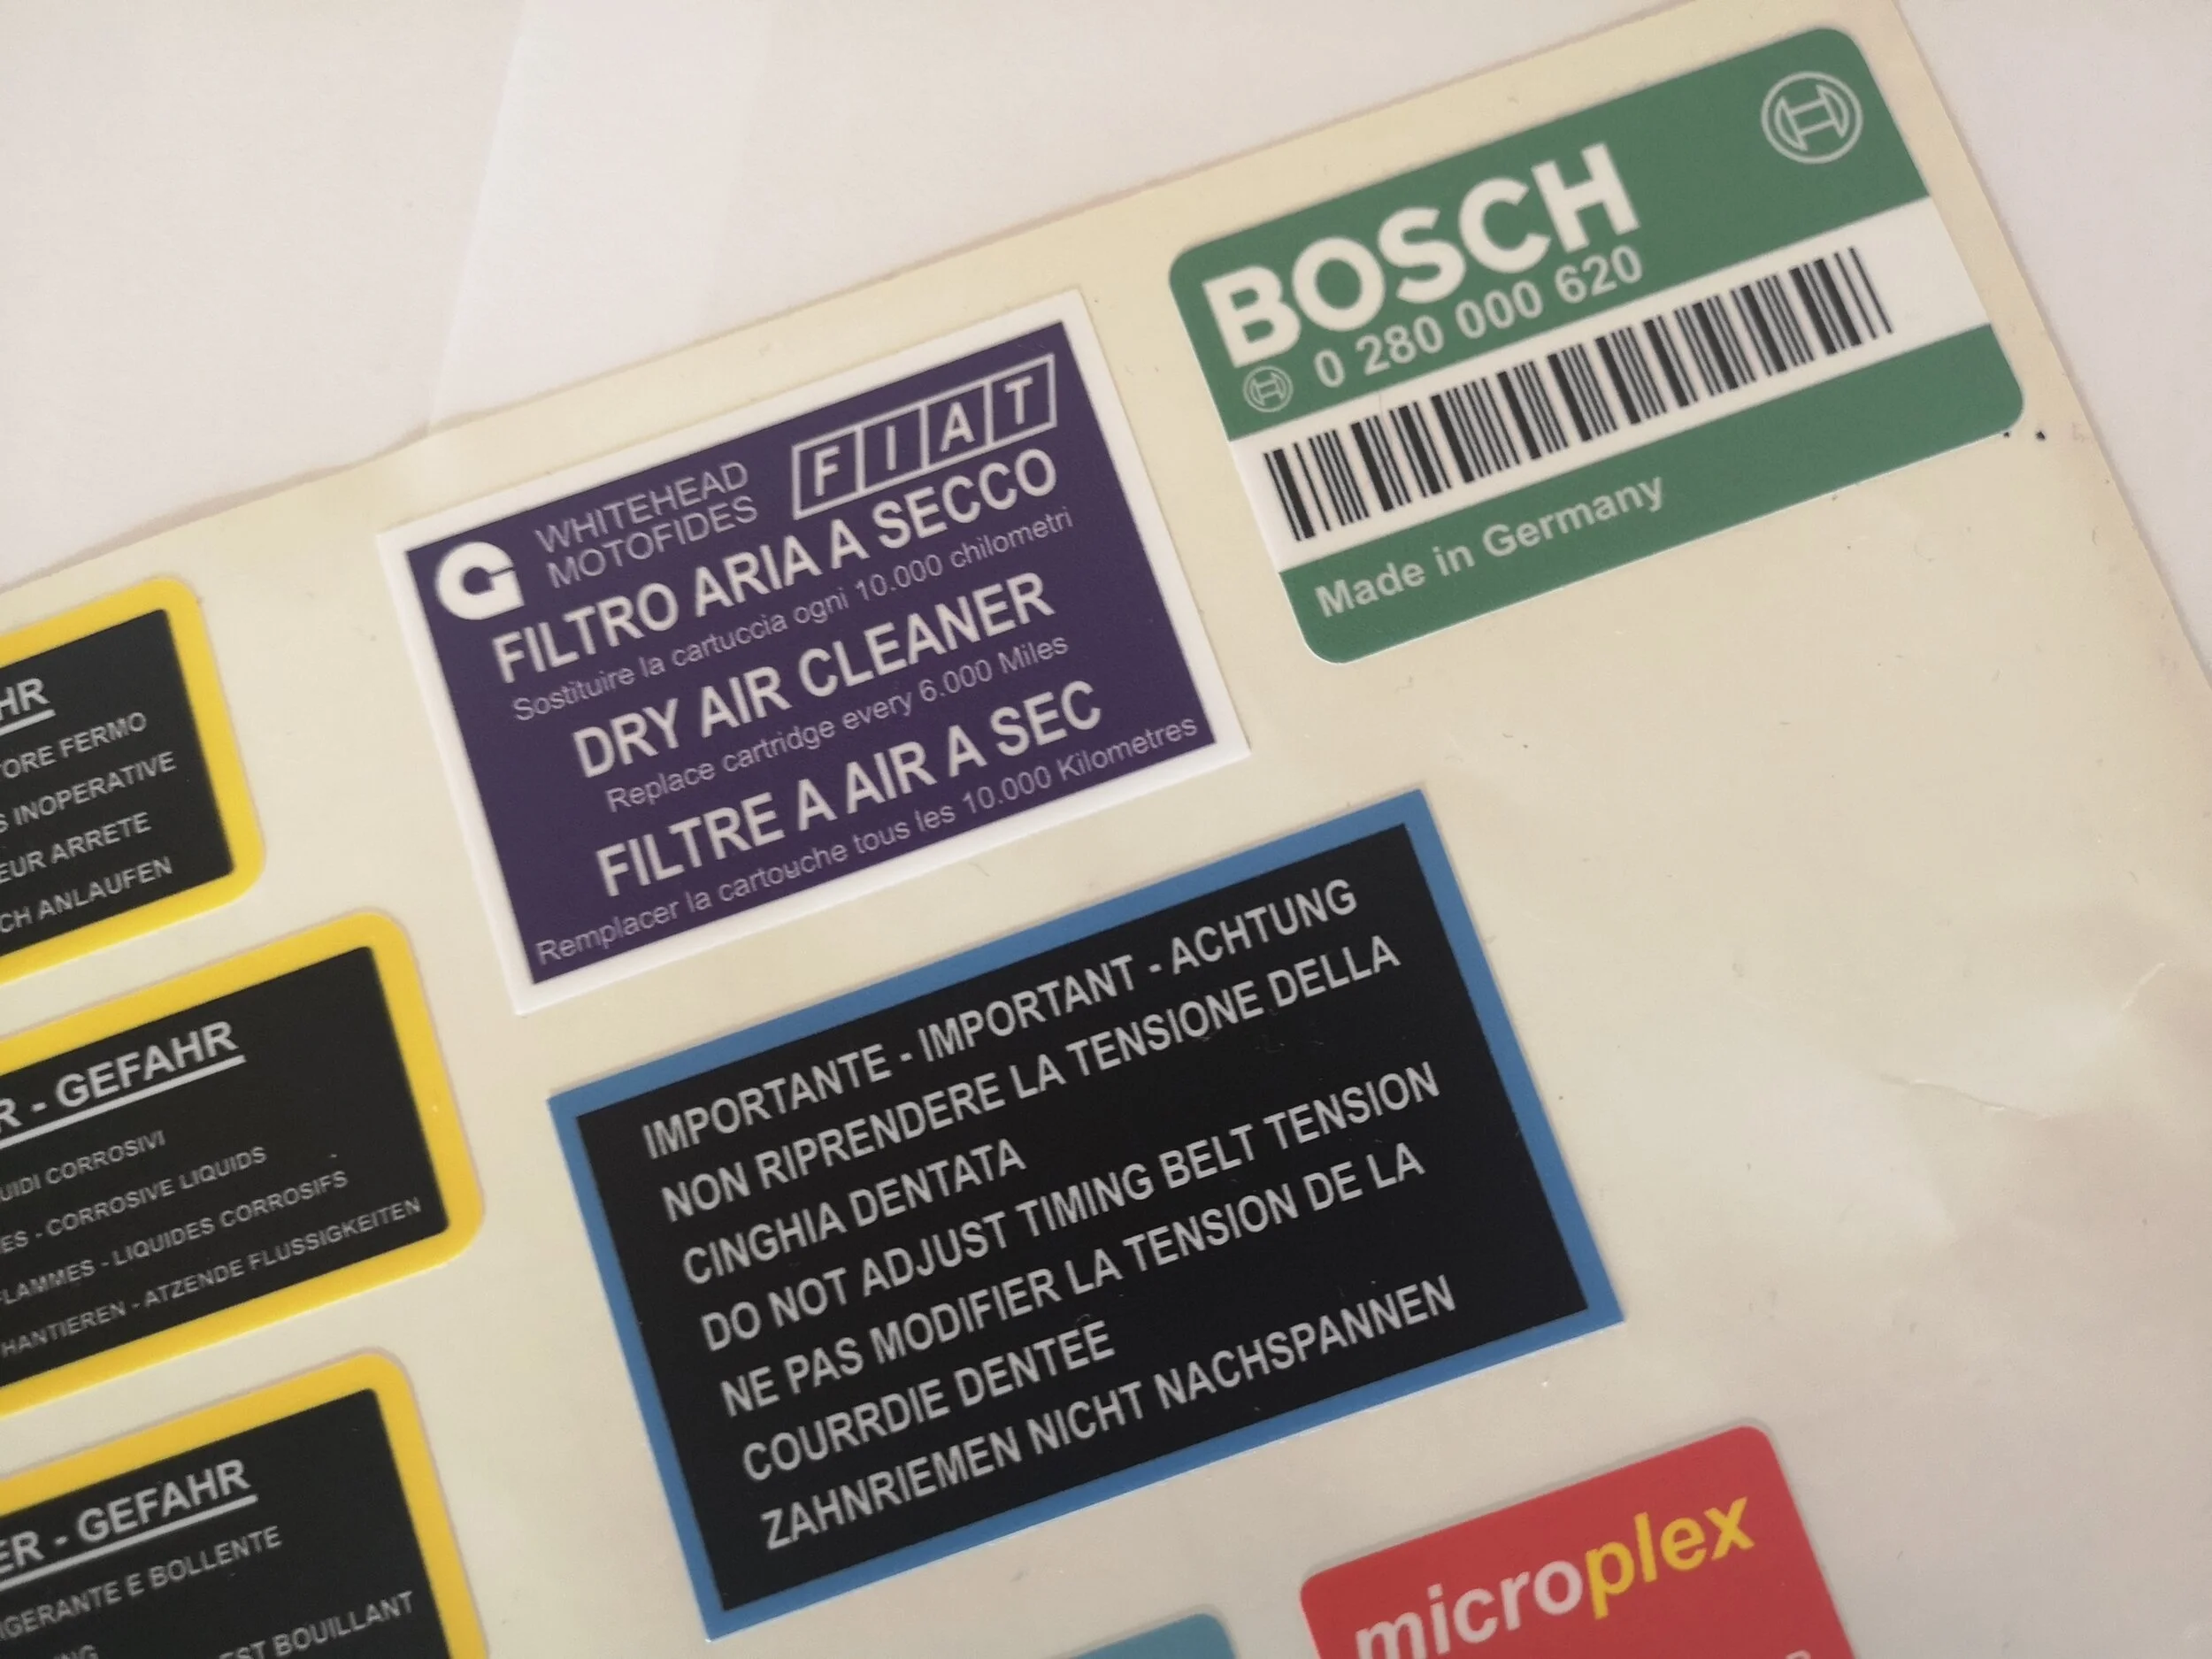 BOSCH
0 280 000 620
Made in Germany
WHITEHEAD
MOTOFIDES
FIAT
FILTRO ARIA A SECCO
Sostituire la cartuccia ogni 10.000 chilometri
DRY AIR CLEANER
Replace cartridge every 6.000 Miles
FILTRE A AIR A SEC
Remplacer la cartouche tous les 10.000 Kilometres
HR
TORE FERMO
S INOPERATIVE
EUR ARRETE
CH ANLAUFEN
R - GEFAHR
UIDI CORROSIVI
ES - CORROSIVE LIQUIDS
FLAMMES - LIQUIDES CORROSIFS
HANTIEREN - ATZENDE FLUSSIGKEITEN
IMPORTANTE - IMPORTANT - ACHTUNG
NON RIPRENDERE LA TENSIONE DELLA
CINGHIA DENTATA
DO NOT ADJUST TIMING BELT TENSION
NE PAS MODIFIER LA TENSION DE LA
COURRDIE DENTEE
ZAHNRIEMEN NICHT NACHSPANNEN
ER - GEFAHR
IGERANTE E BOLLENTE
NG
EST BOUILLANT
microplex